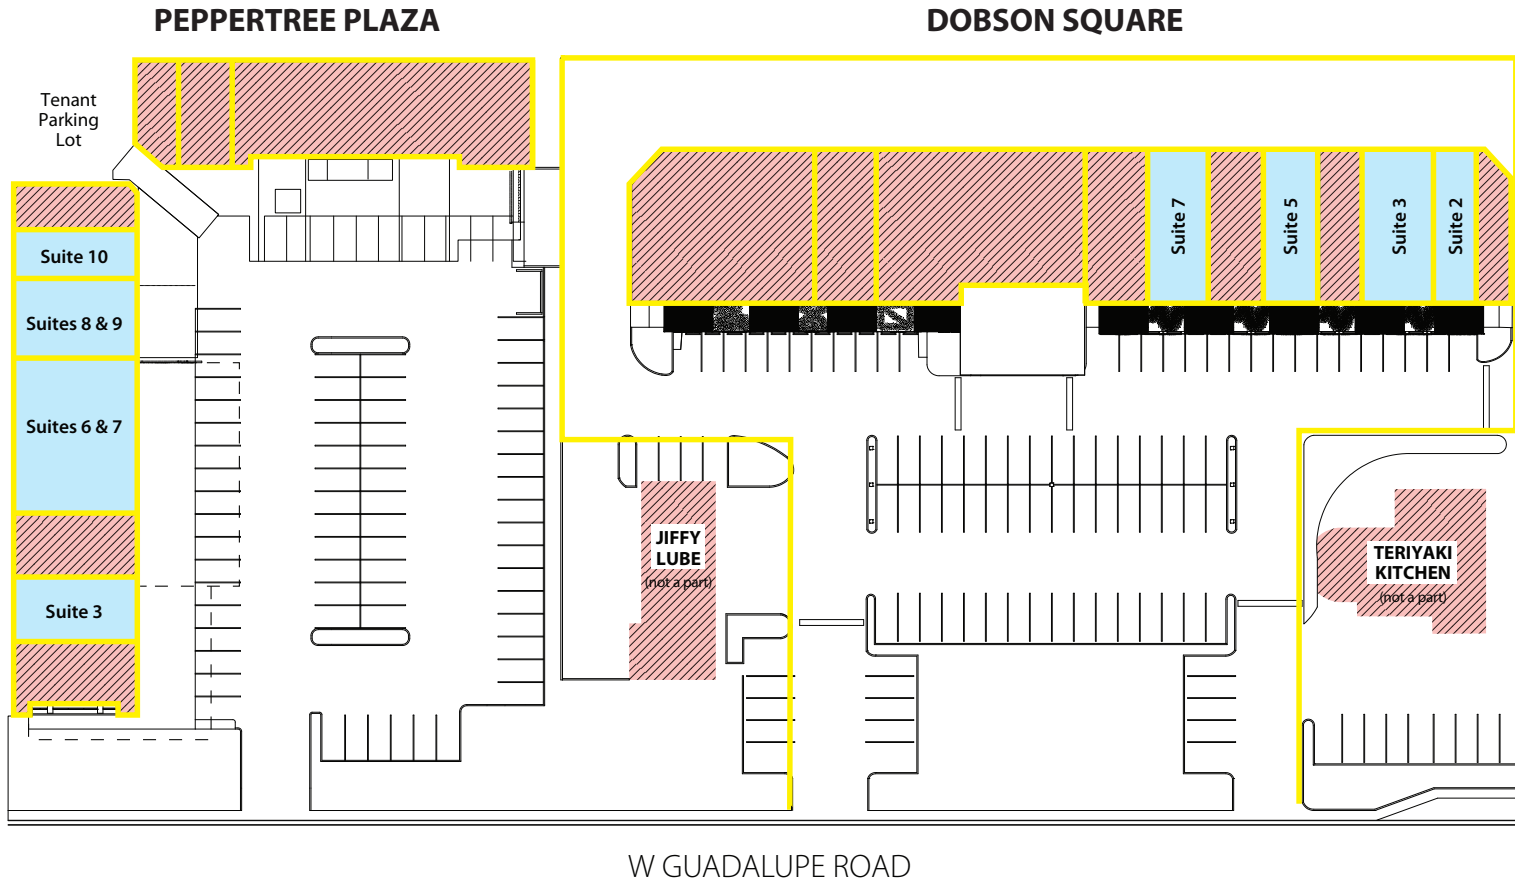 PEPPERTREE PLAZA
DOBSON SQUARE
Tenant
Parking
Lot
Suite 10
Suites 8 & 9
Suites 6 & 7
Suite 3
Suite 7
Suite 5
Suite 3
Suite 2
JIFFY
LUBE
(not a part)
TERIYAKI
KITCHEN
(not a part)
W GUADALUPE ROAD